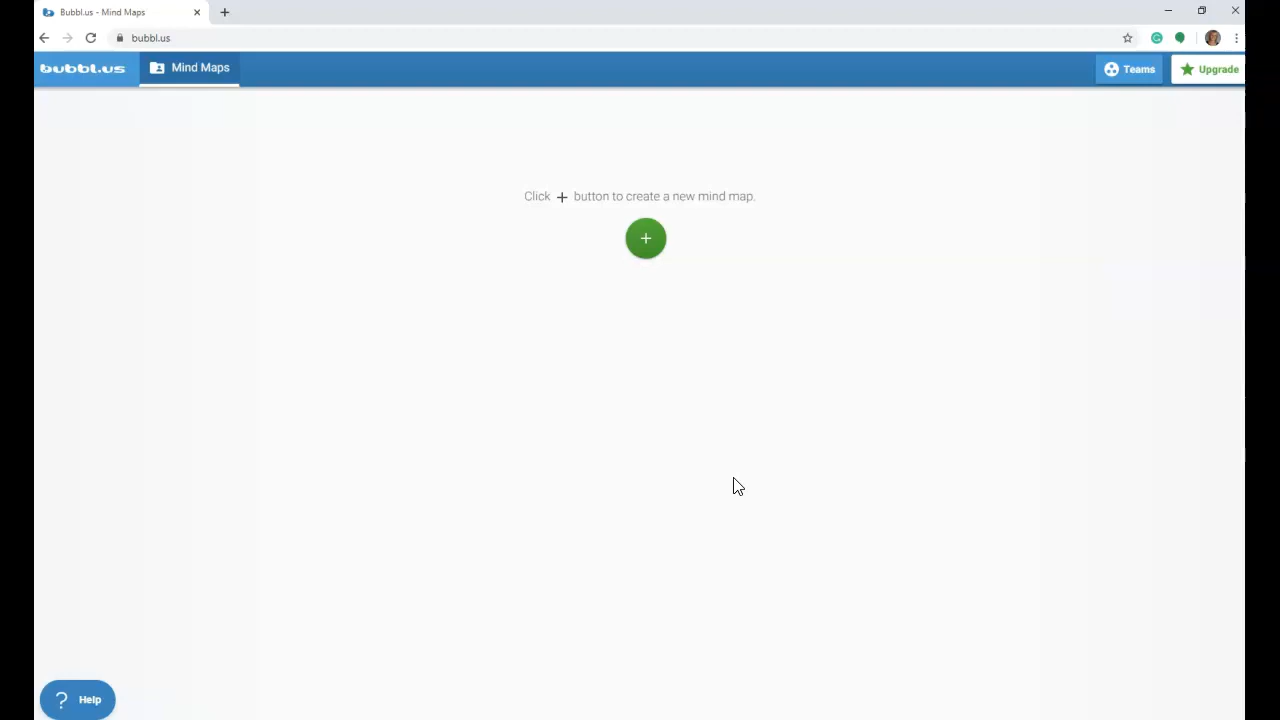 Bubbl.us - Mind Maps
bubbl.us
bubbl.us Mind Maps Teams Upgrade
Click + button to create a new mind map.
+
? Help